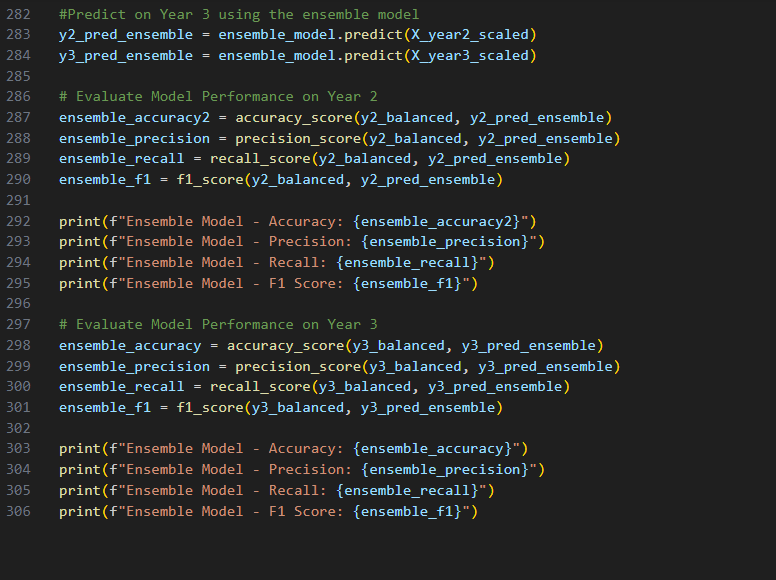 282 #Predict on Year 3 using the ensemble model
283 y2_pred_ensemble = ensemble_model.predict(X_year2_scaled)
284 y3_pred_ensemble = ensemble_model.predict(X_year3_scaled)
285
286 # Evaluate Model Performance on Year 2
287 ensemble_accuracy2 = accuracy_score(y2_balanced, y2_pred_ensemble)
288 ensemble_precision = precision_score(y2_balanced, y2_pred_ensemble)
289 ensemble_recall = recall_score(y2_balanced, y2_pred_ensemble)
290 ensemble_f1 = f1_score(y2_balanced, y2_pred_ensemble)
291
292 print(f"Ensemble Model - Accuracy: {ensemble_accuracy2}")
293 print(f"Ensemble Model - Precision: {ensemble_precision}")
294 print(f"Ensemble Model - Recall: {ensemble_recall}")
295 print(f"Ensemble Model - F1 Score: {ensemble_f1}")
296
297 # Evaluate Model Performance on Year 3
298 ensemble_accuracy = accuracy_score(y3_balanced, y3_pred_ensemble)
299 ensemble_precision = precision_score(y3_balanced, y3_pred_ensemble)
300 ensemble_recall = recall_score(y3_balanced, y3_pred_ensemble)
301 ensemble_f1 = f1_score(y3_balanced, y3_pred_ensemble)
302
303 print(f"Ensemble Model - Accuracy: {ensemble_accuracy}")
304 print(f"Ensemble Model - Precision: {ensemble_precision}")
305 print(f"Ensemble Model - Recall: {ensemble_recall}")
306 print(f"Ensemble Model - F1 Score: {ensemble_f1}")